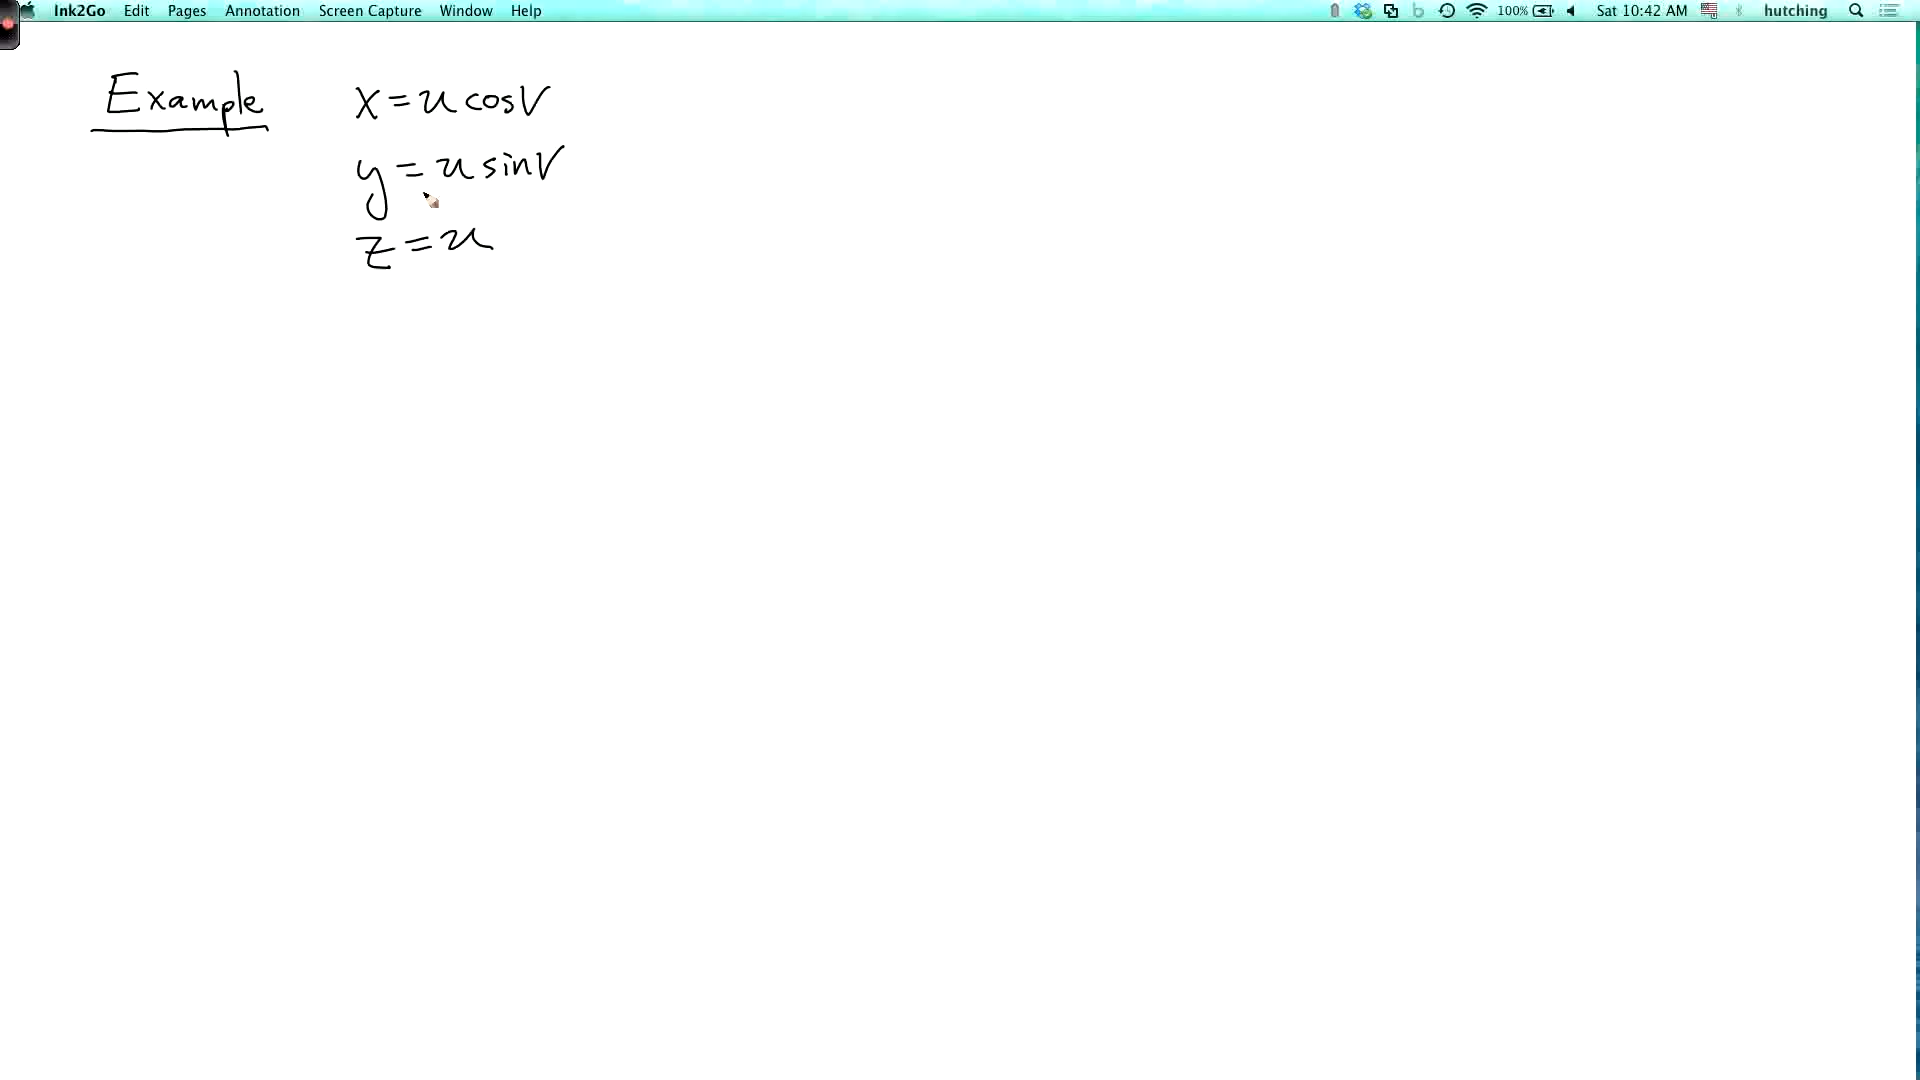 Ink2Go Edit Pages Annotation Screen Capture Window Help b 100% Sat 10:42 AM hutching
Example x = u cos v
y = u sin v
z = u